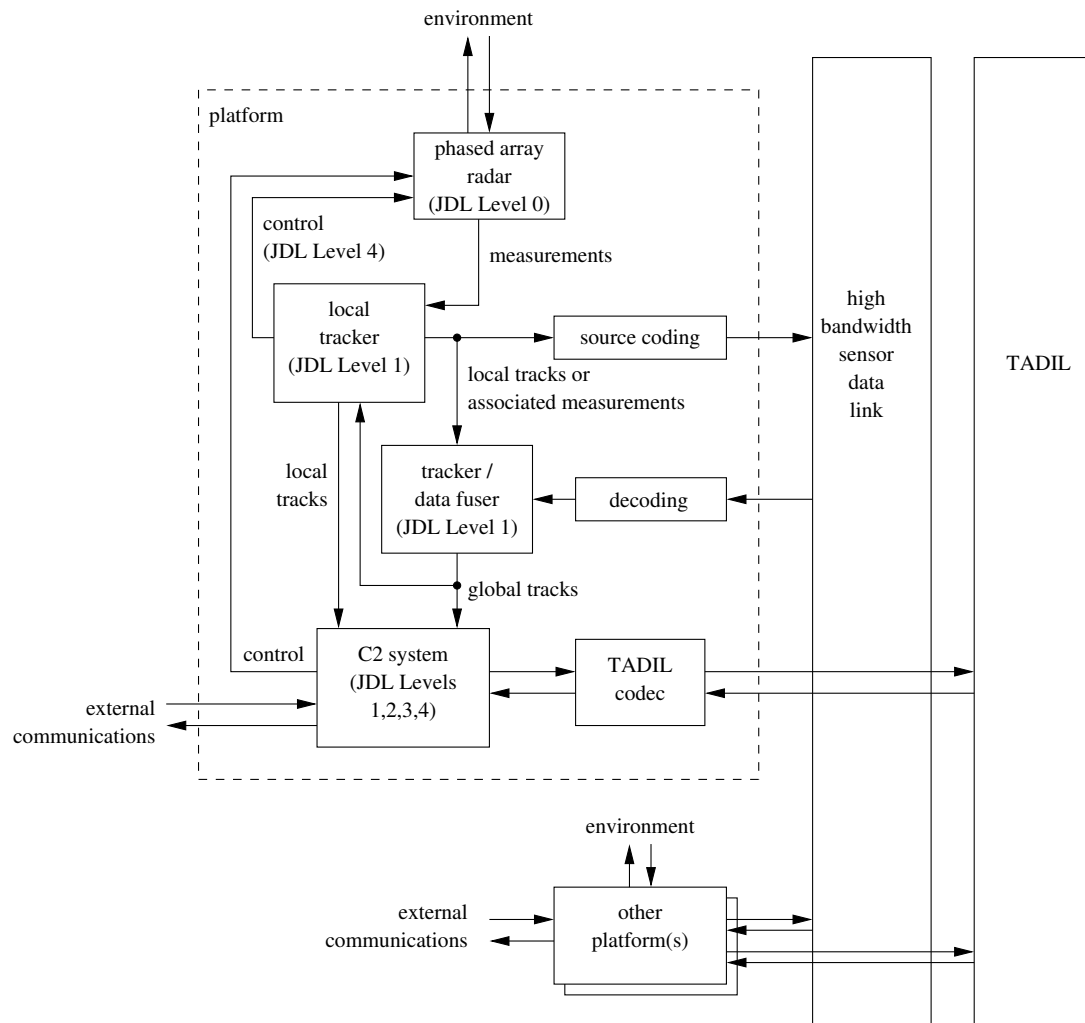 environment
platform
phased array
radar
(JDL Level 0)
control
(JDL Level 4)
measurements
local
tracker
(JDL Level 1)
source coding
high
bandwidth
sensor
data
link
TADIL
local tracks or
associated measurements
local
tracks
tracker /
data fuser
(JDL Level 1)
decoding
global tracks
control
C2 system
(JDL Levels
1,2,3,4)
TADIL
codec
external
communications
environment
external
communications
other
platform(s)